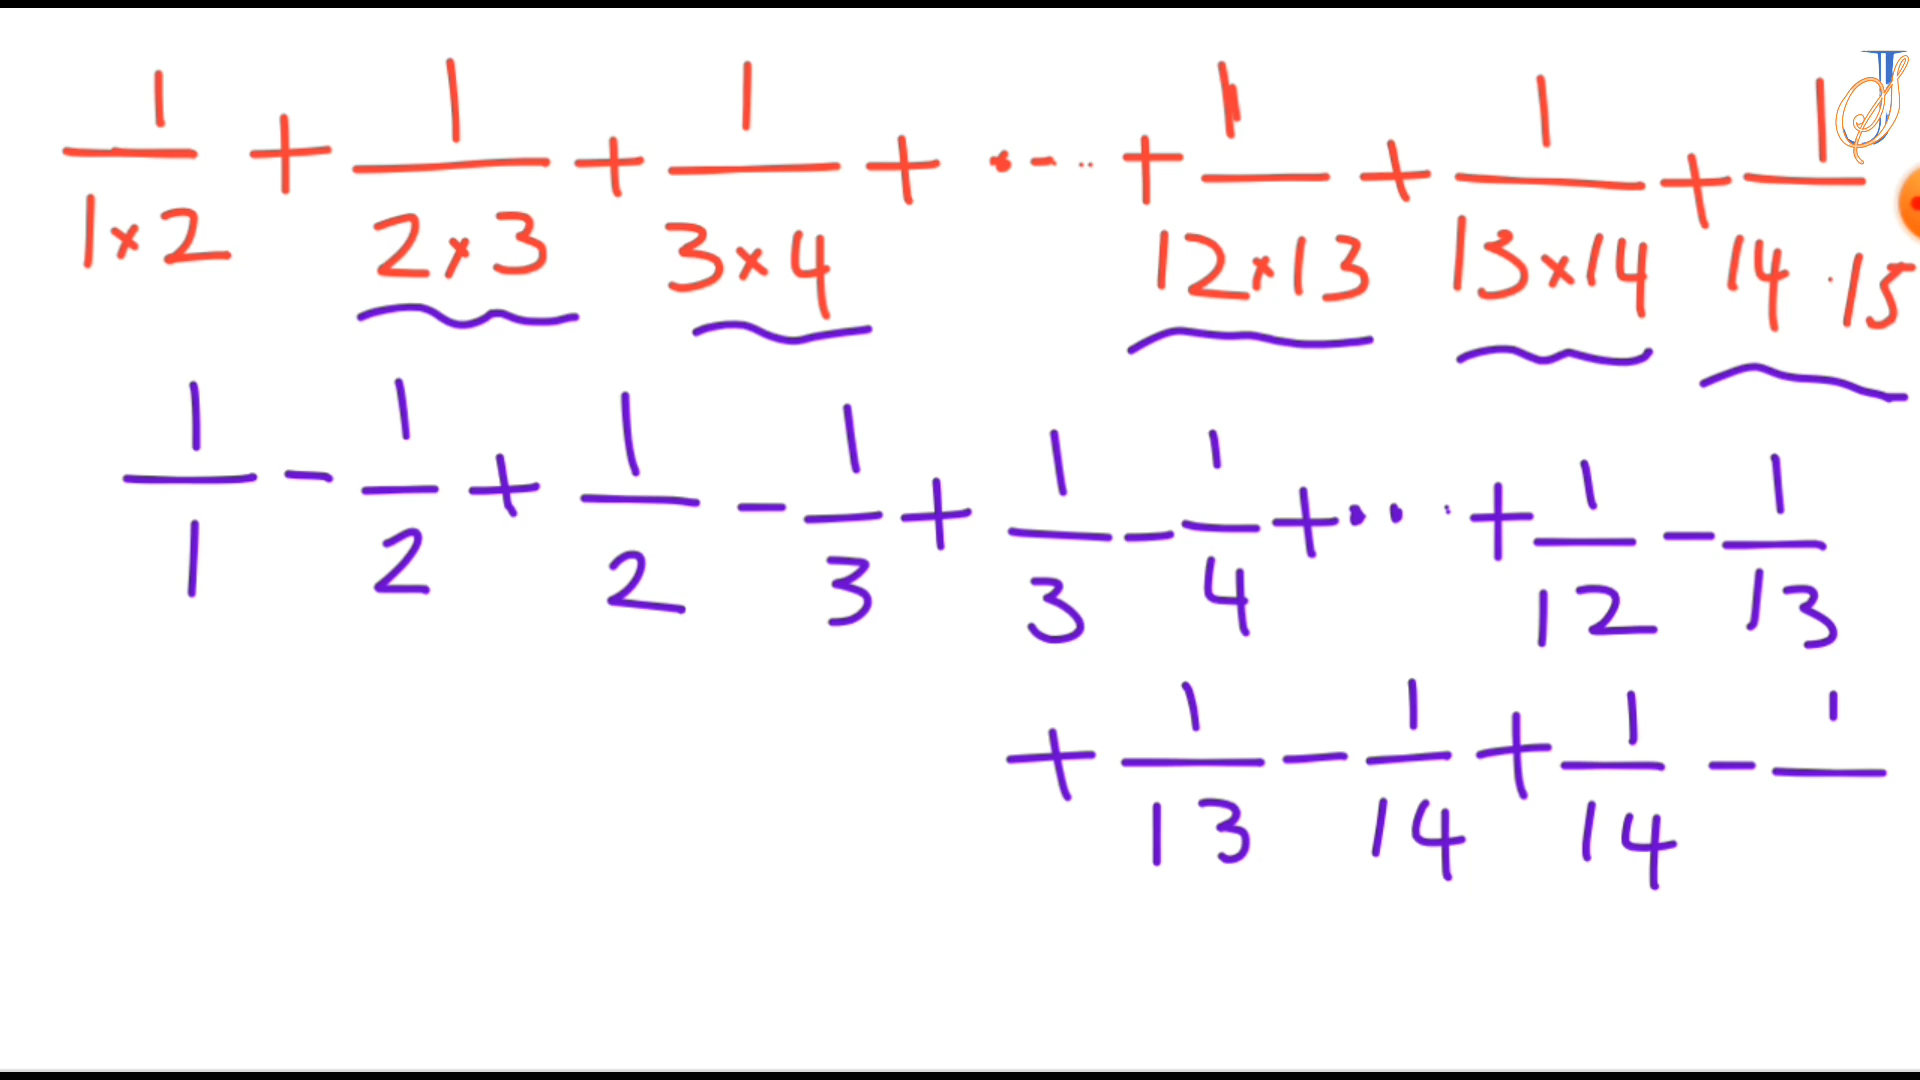 1/(1×2) + 1/(2×3) + 1/(3×4) + ..... + 1/(12×13) + 1/(13×14) + 1/(14·15)
1/1 - 1/2 + 1/2 - 1/3 + 1/3 - 1/4 + ... + 1/12 - 1/13
+ 1/13 - 1/14 + 1/14 - 1/